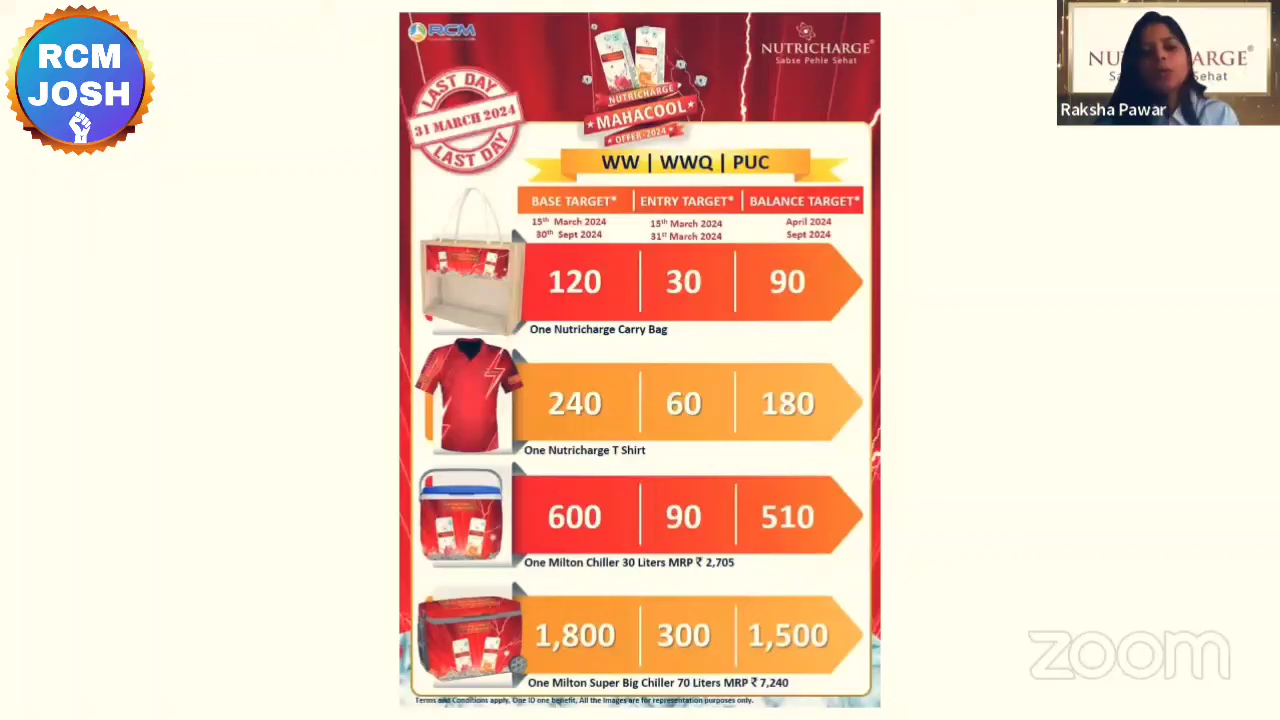 RCM
JOSH
RCM
LAST DAY
31 MARCH 2024
LAST DAY
NUTRICHARGE
MAHACOOL
OFFER-2024
NUTRICHARGE®
Sabse Pehle Sehat
WW | WWQ | PUC
BASE TARGET* ENTRY TARGET* BALANCE TARGET*
15th March 2024 15th March 2024 April 2024
30th Sept 2024 31st March 2024 Sept 2024
120 30 90
One Nutricharge Carry Bag
240 60 180
One Nutricharge T Shirt
600 90 510
One Milton Chiller 30 Liters MRP ₹ 2,705
1,800 300 1,500
One Milton Super Big Chiller 70 Liters MRP ₹ 7,240
Terms and Conditions apply, One ID one benefit, All the Images are for representation purposes only.
Raksha Pawar
zoom